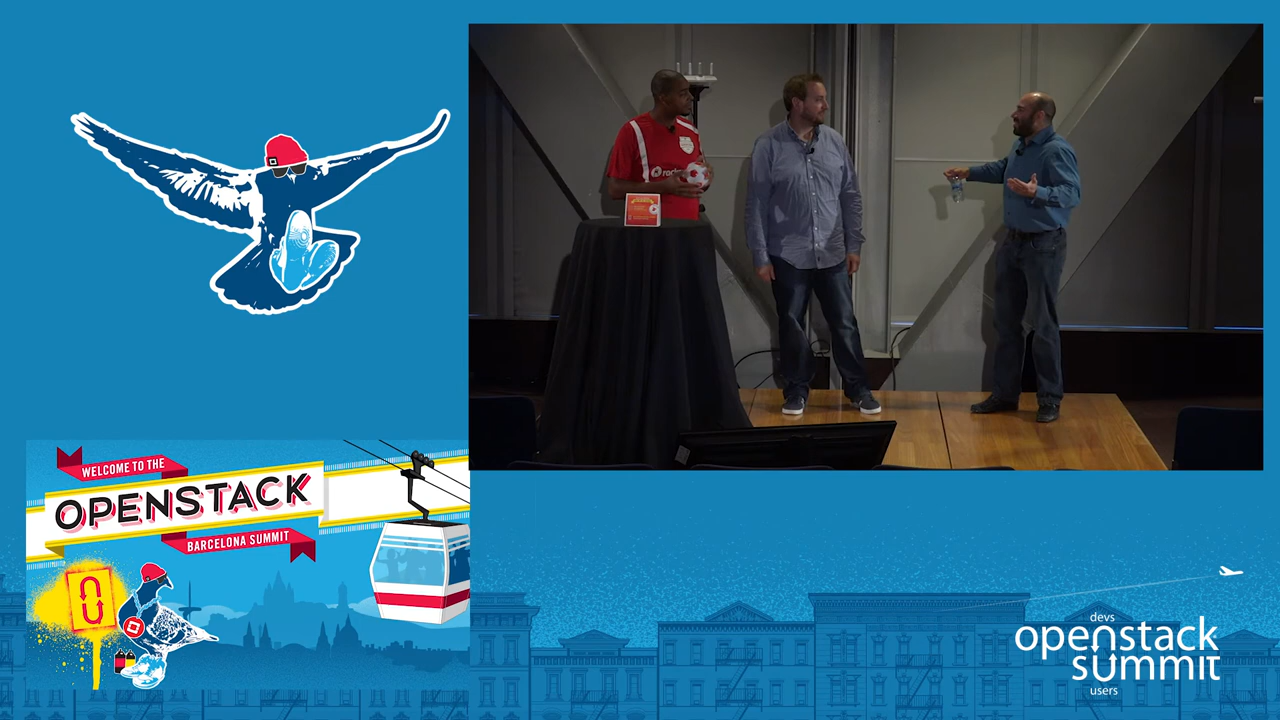 WELCOME TO THE
OPENSTACK
BARCELONA SUMMIT
devs
openstack
summit
users